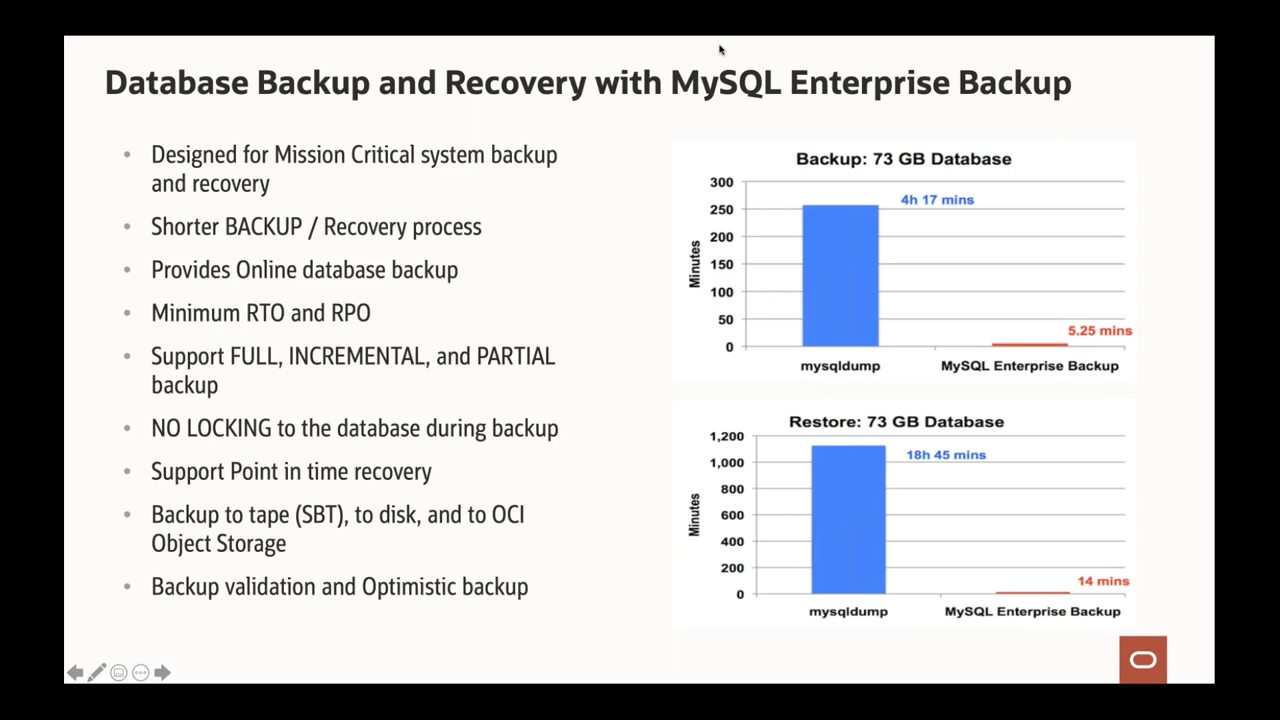 Database Backup and Recovery with MySQL Enterprise Backup
• Designed for Mission Critical system backup
and recovery
• Shorter BACKUP / Recovery process
• Provides Online database backup
• Minimum RTO and RPO
• Support FULL, INCREMENTAL, and PARTIAL
backup
• NO LOCKING to the database during backup
• Support Point in time recovery
• Backup to tape (SBT), to disk, and to OCI
Object Storage
• Backup validation and Optimistic backup
Backup: 73 GB Database
300
250
200
150
100
50
0
Minutes
4h 17 mins
5.25 mins
mysqldump
MySQL Enterprise Backup
Restore: 73 GB Database
1,200
1,000
800
600
400
200
0
Minutes
18h 45 mins
14 mins
mysqldump
MySQL Enterprise Backup